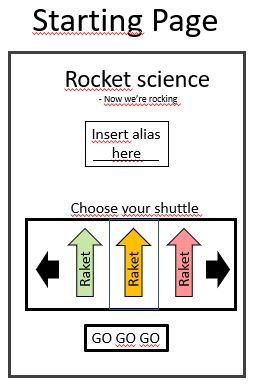 Starting Page
Rocket science
- Now we're rocking
Insert alias
here
Choose your shuttle
Raket
Raket
Raket
GO GO GO